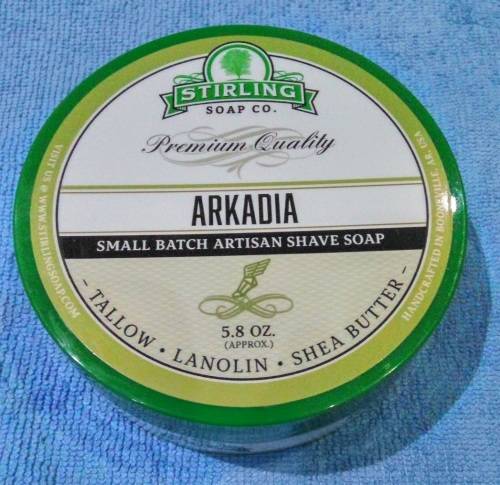 STIRLING
SOAP CO.
Premium Quality
ARKADIA
SMALL BATCH ARTISAN SHAVE SOAP
5.8 OZ.
(APPROX.)
- TALLOW • LANOLIN • SHEA BUTTER -
VISIT US @ WWW.STIRLINGSOAP.COM
HANDCRAFTED IN BOONEVILLE, AR, USA